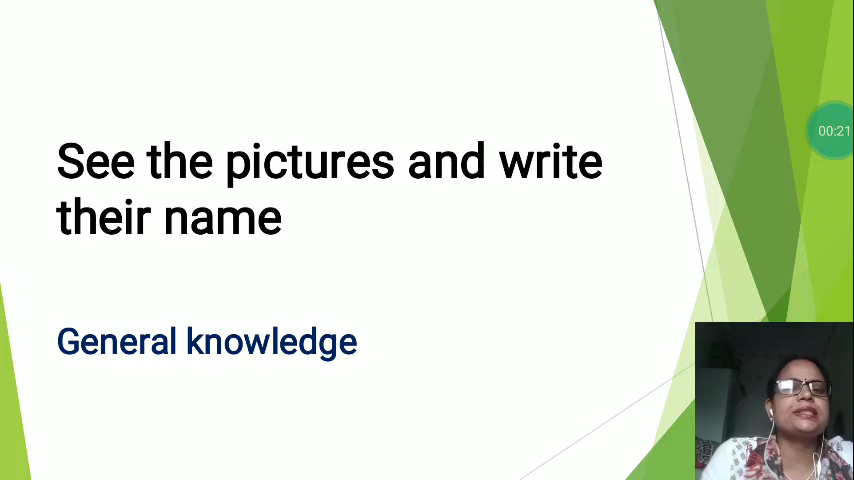 See the pictures and write
their name
General knowledge
00:21